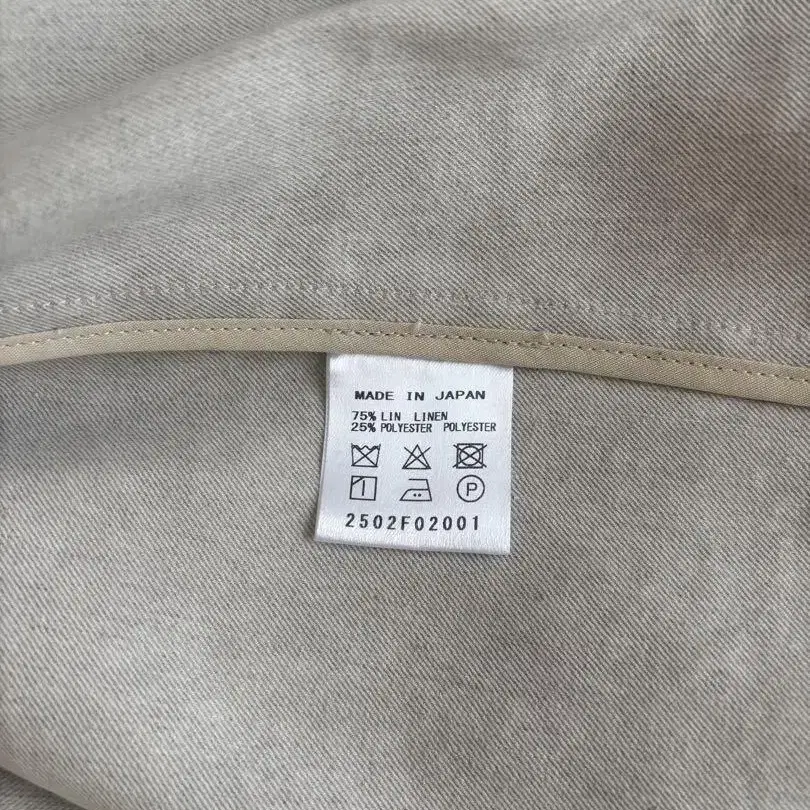 MADE IN JAPAN
75% LIN LINEN
25% POLYESTER POLYESTER
P
2502F02001